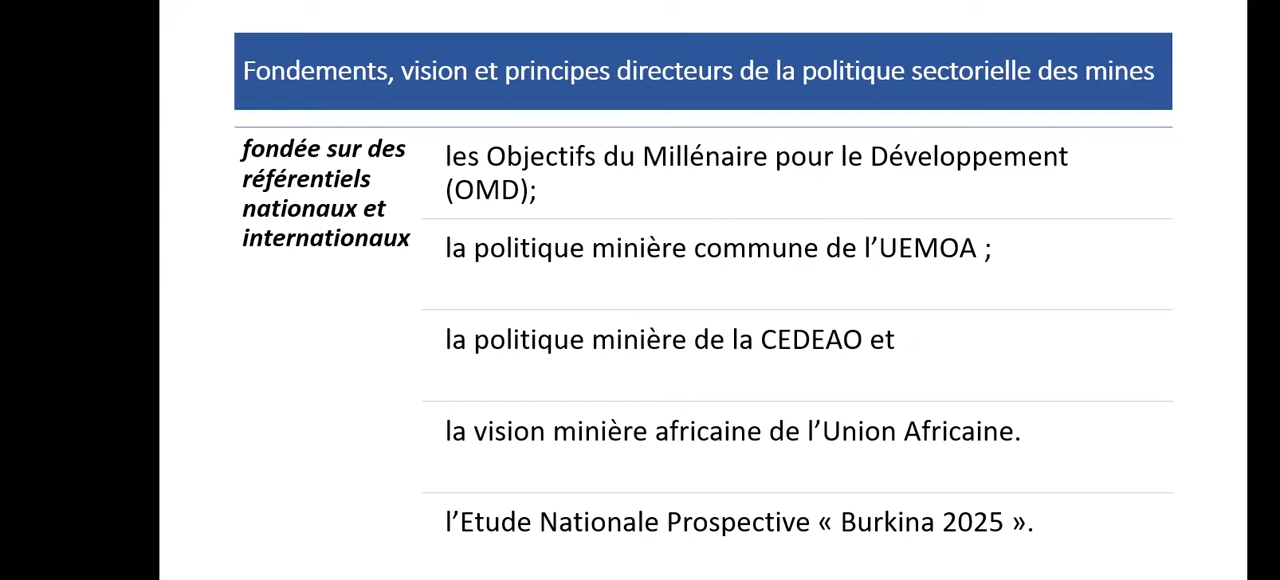 Fondements, vision et principes directeurs de la politique sectorielle des mines
fondée sur des
référentiels
nationaux et
internationaux
les Objectifs du Millénaire pour le Développement
(OMD);
la politique minière commune de l’UEMOA ;
la politique minière de la CEDEAO et
la vision minière africaine de l’Union Africaine.
l’Etude Nationale Prospective « Burkina 2025 ».